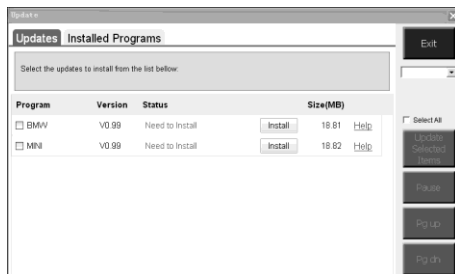 Update
Updates Installed Programs
Exit
Select the updates to install from the list bellow:
Program Version Status Size(MB)
Select All
BMW V0.99 Need to Install Install 18.81 Help
MINI V0.99 Need to Install Install 18.82 Help
Update
Selected
Items
Pause
Pg up
Pg dn